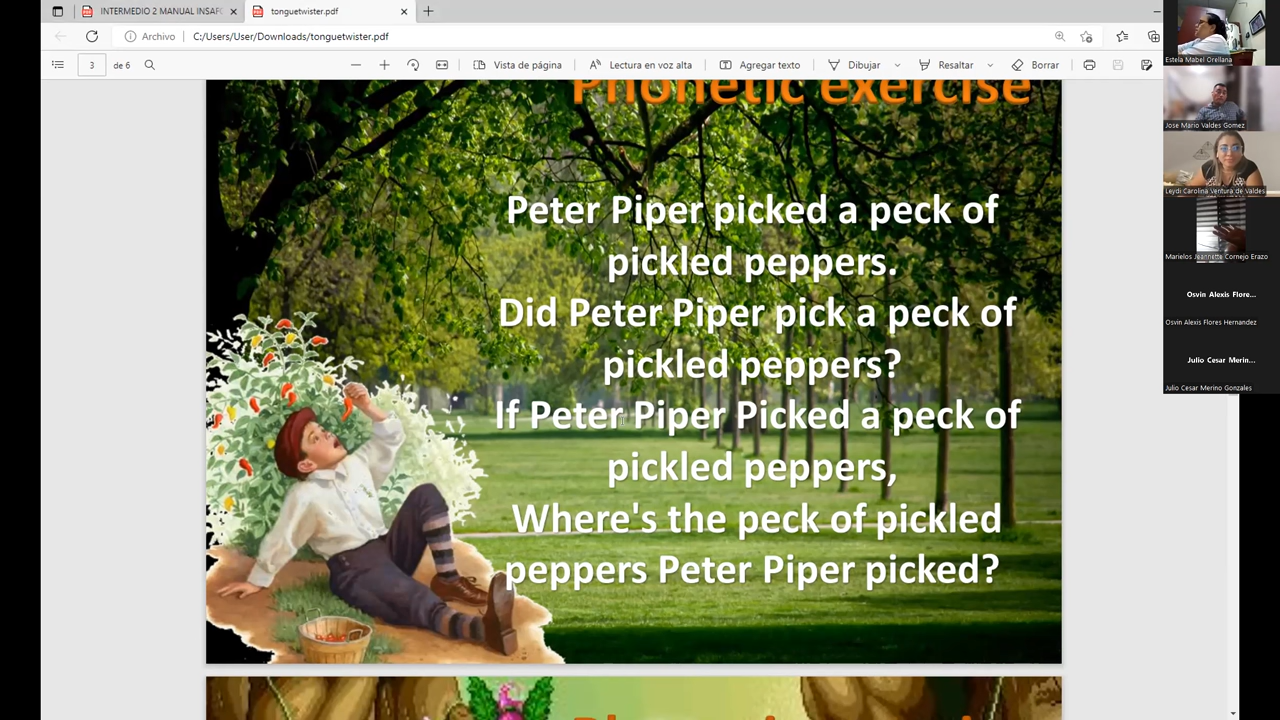 INTERMEDIO 2 MANUAL INSAFO
tonguetwister.pdf
Archivo
C:/Users/User/Downloads/tonguetwister.pdf
3
de 6
Vista de página
Lectura en voz alta
Agregar texto
Dibujar
Resaltar
Borrar
Phonetic exercise
Peter Piper picked a peck of
pickled peppers.
Did Peter Piper pick a peck of
pickled peppers?
If Peter Piper Picked a peck of
pickled peppers,
Where's the peck of pickled
peppers Peter Piper picked?
Estela Mabel Orellana
Jose Mario Valdes Gomez
Leydi Carolina Ventura de Valdes
Marielos Jeannette Cornejo Erazo
Osvin Alexis Flore...
Osvin Alexis Flores Hernandez
Julio Cesar Merin...
Julio Cesar Merino Gonzales